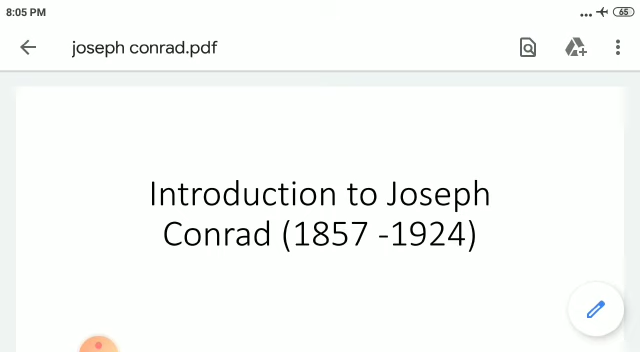 8:05 PM
65
joseph conrad.pdf
Introduction to Joseph
Conrad (1857 -1924)